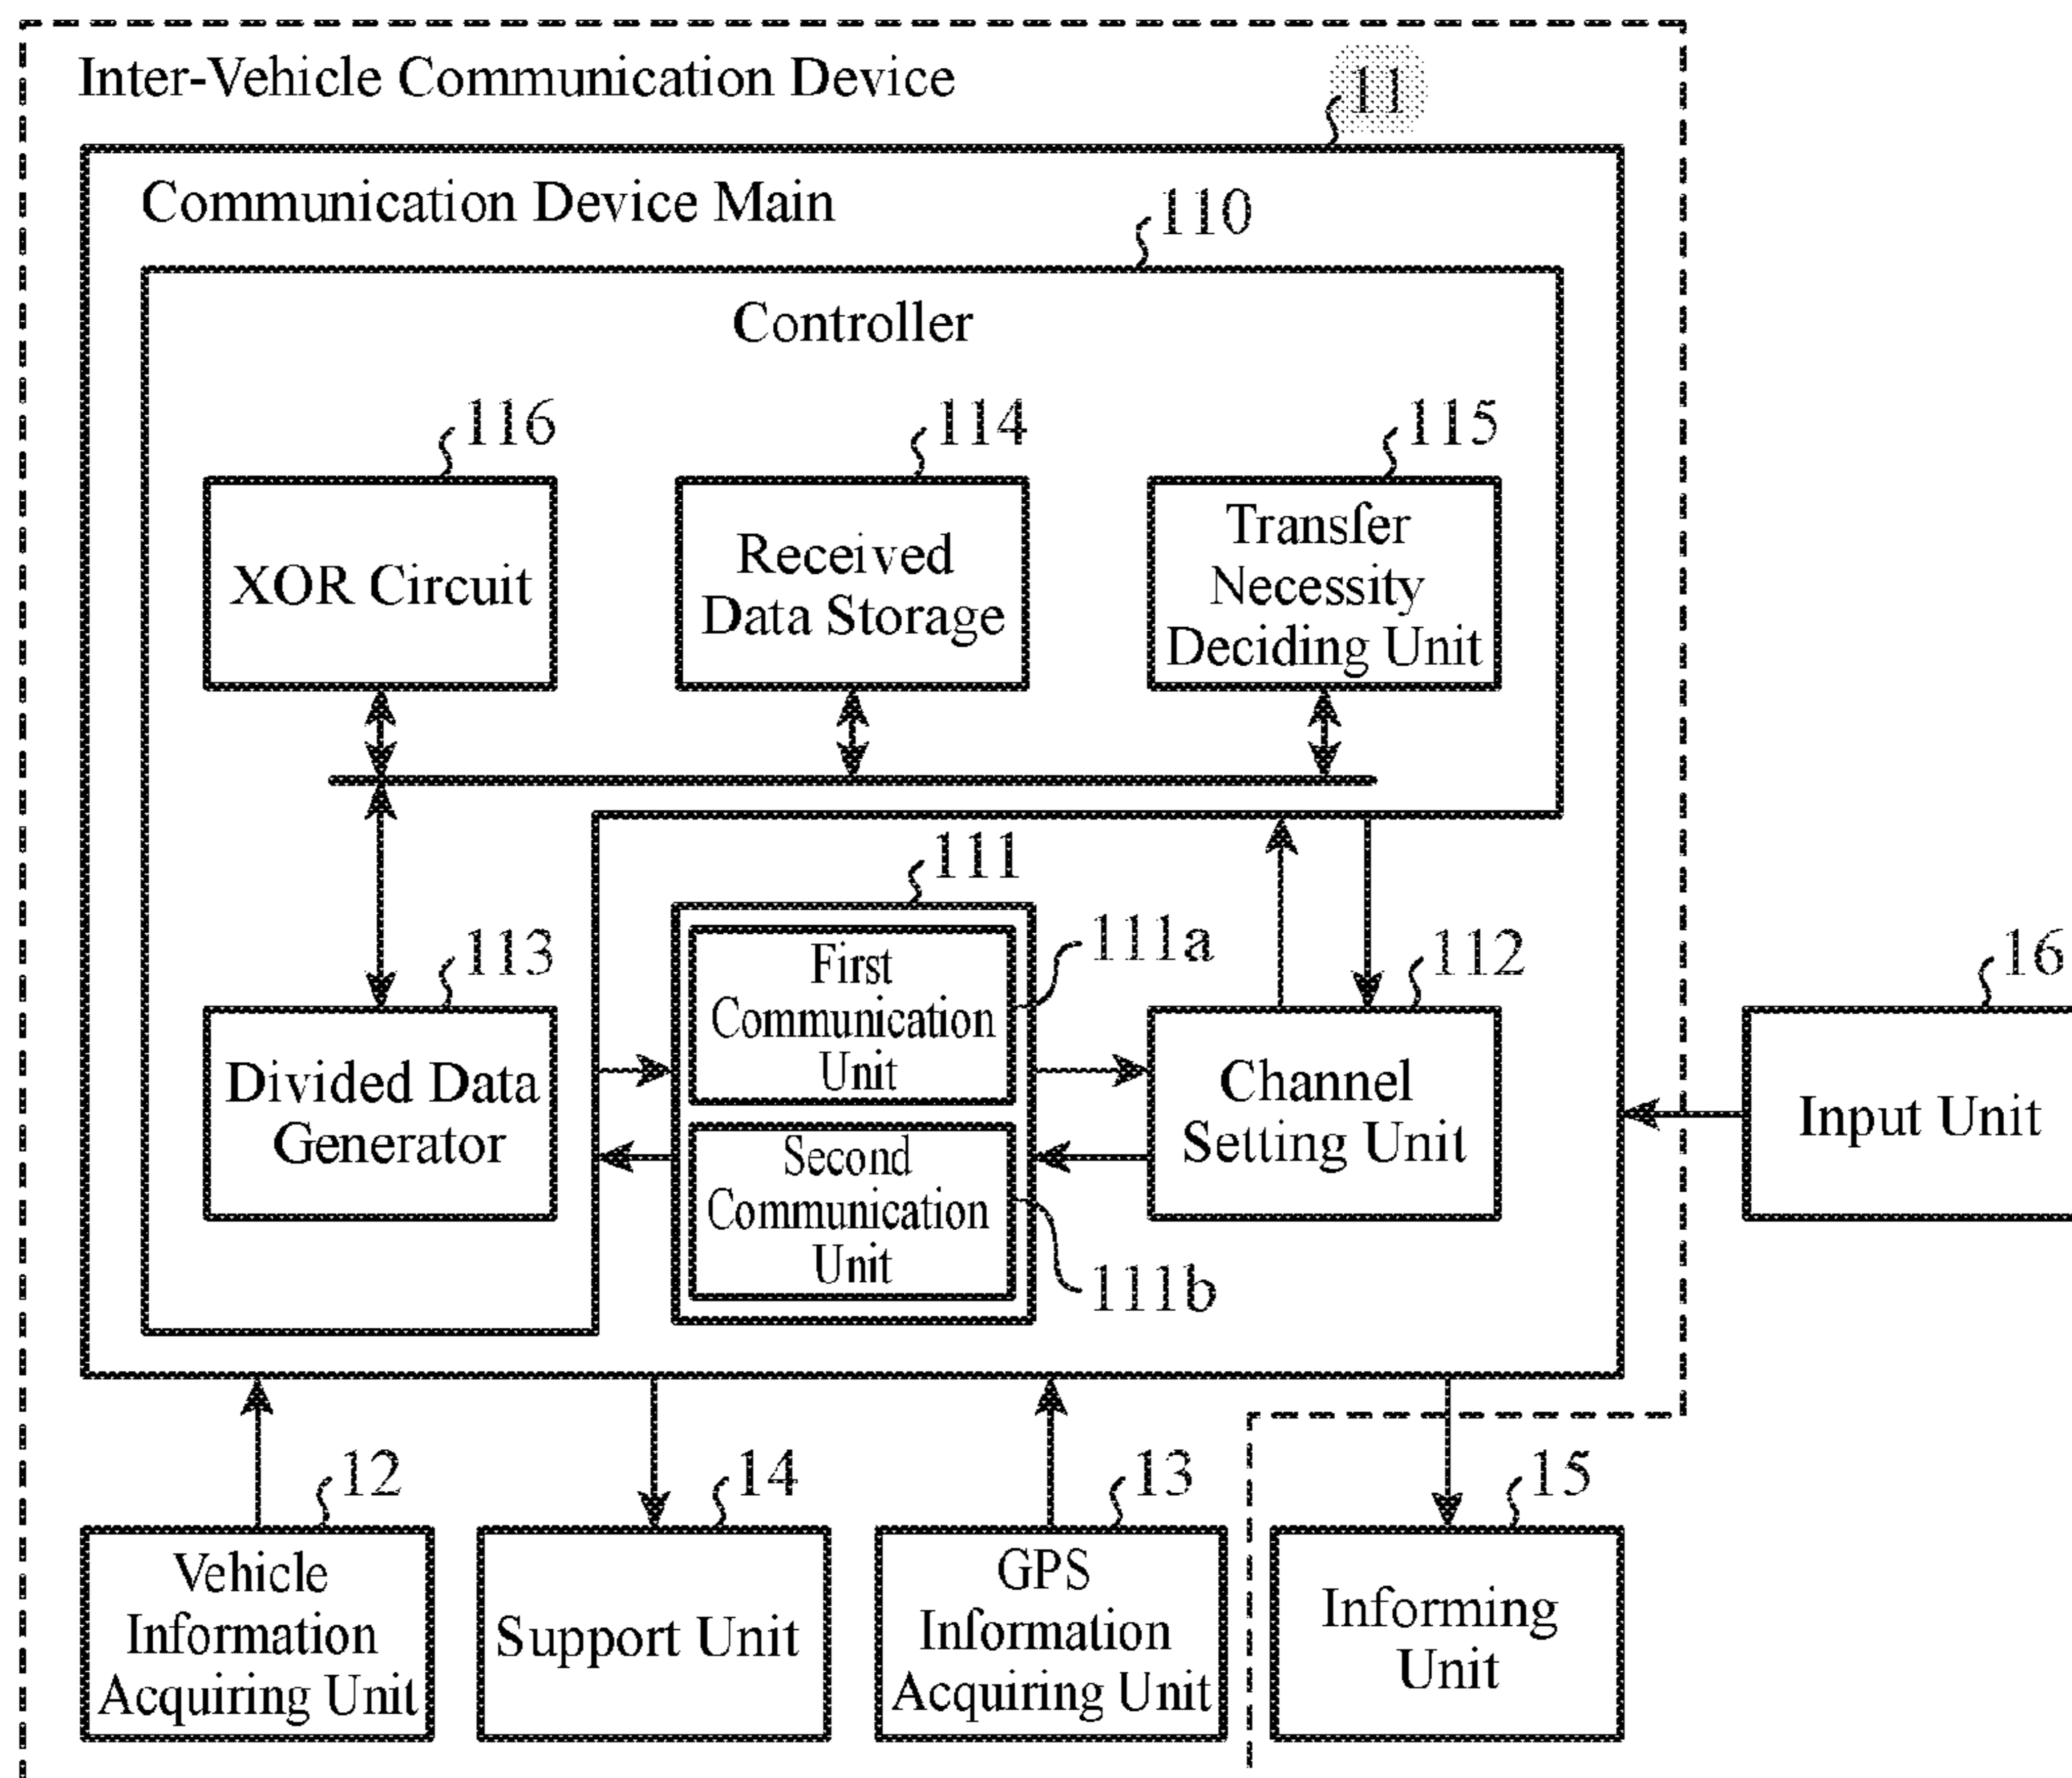 Inter-Vehicle Communication Device
11
Communication Device Main
110
Controller
116
114
115
XOR Circuit
Received
Data Storage
Transfer
Necessity
Deciding Unit
111
113
First
Communication
Unit
111a
112
16
Divided Data
Generator
Channel
Setting Unit
Input Unit
Second
Communication
Unit
111b
12
14
13
15
Vehicle
Information
Acquiring Unit
Support Unit
GPS
Information
Acquiring Unit
Informing
Unit